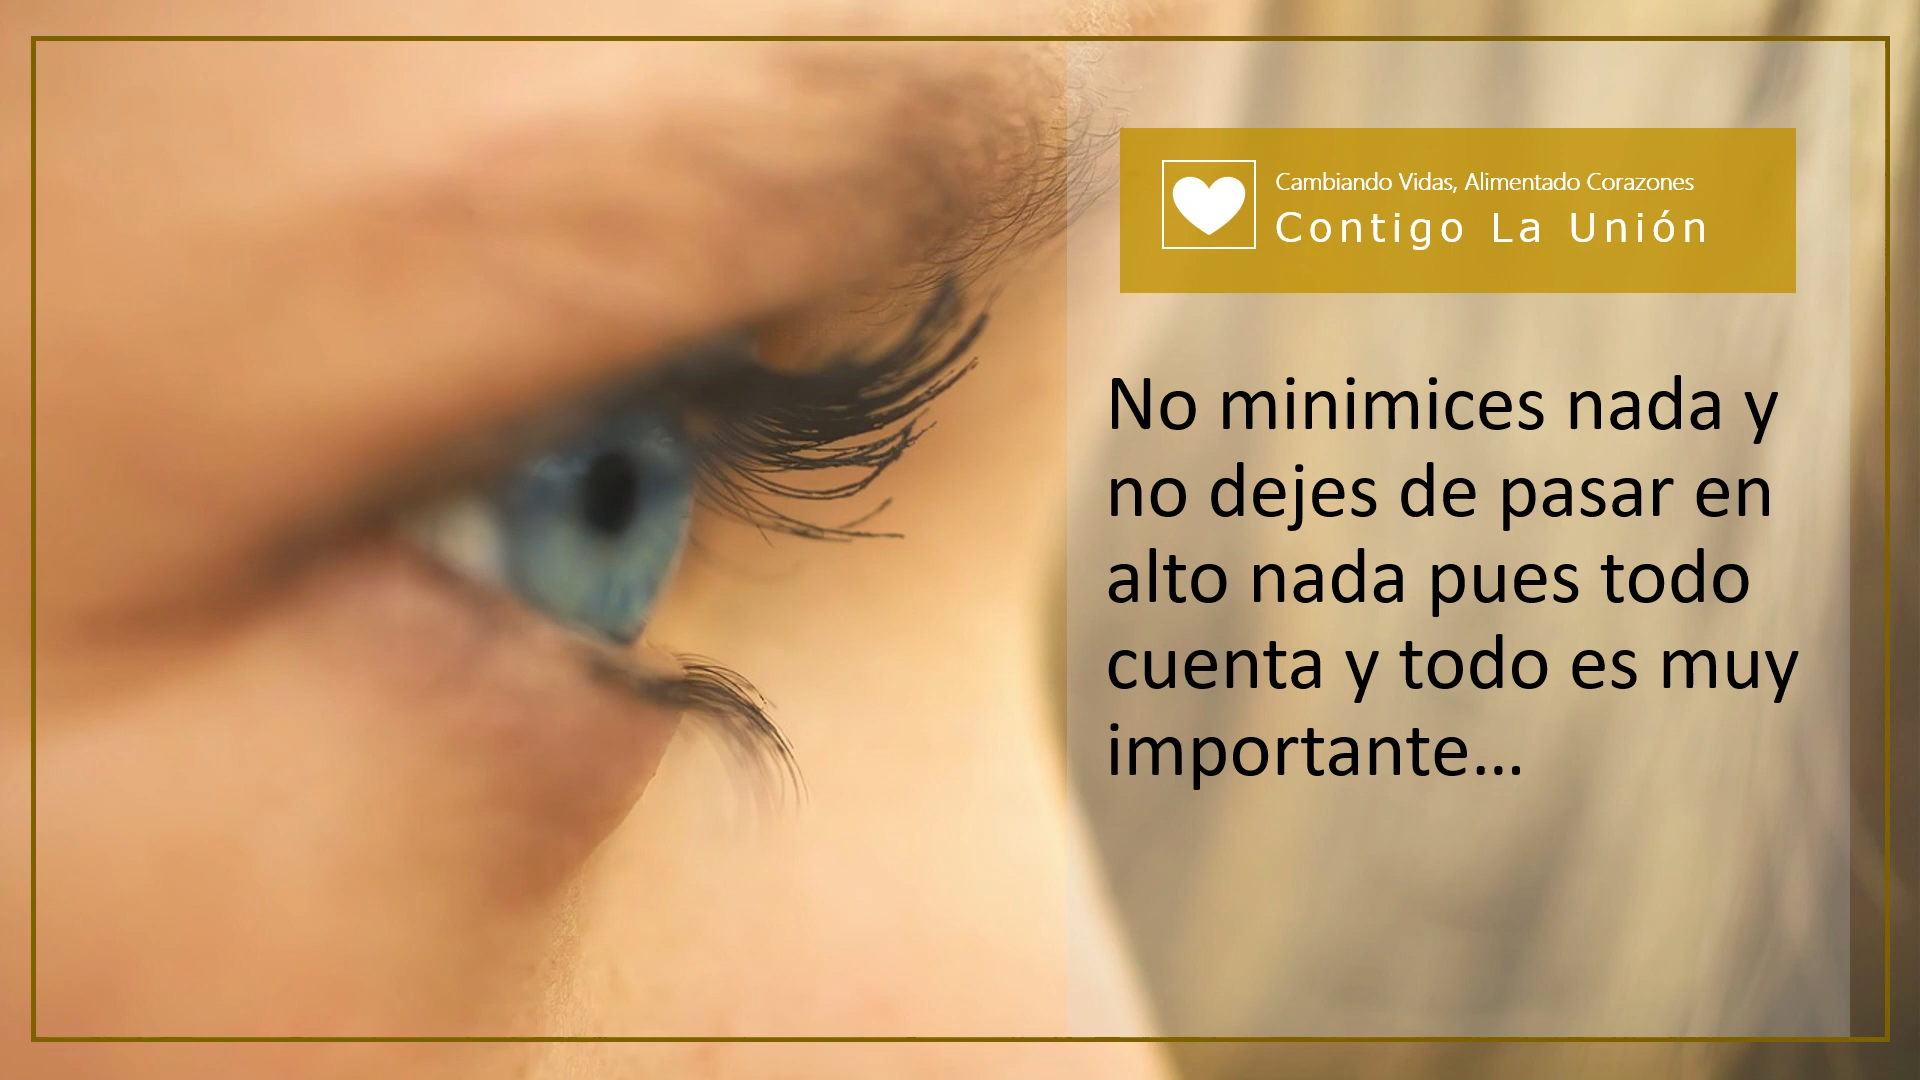 Cambiando Vidas, Alimentado Corazones
Contigo La Unión
No minimices nada y
no dejes de pasar en
alto nada pues todo
cuenta y todo es muy
importante...